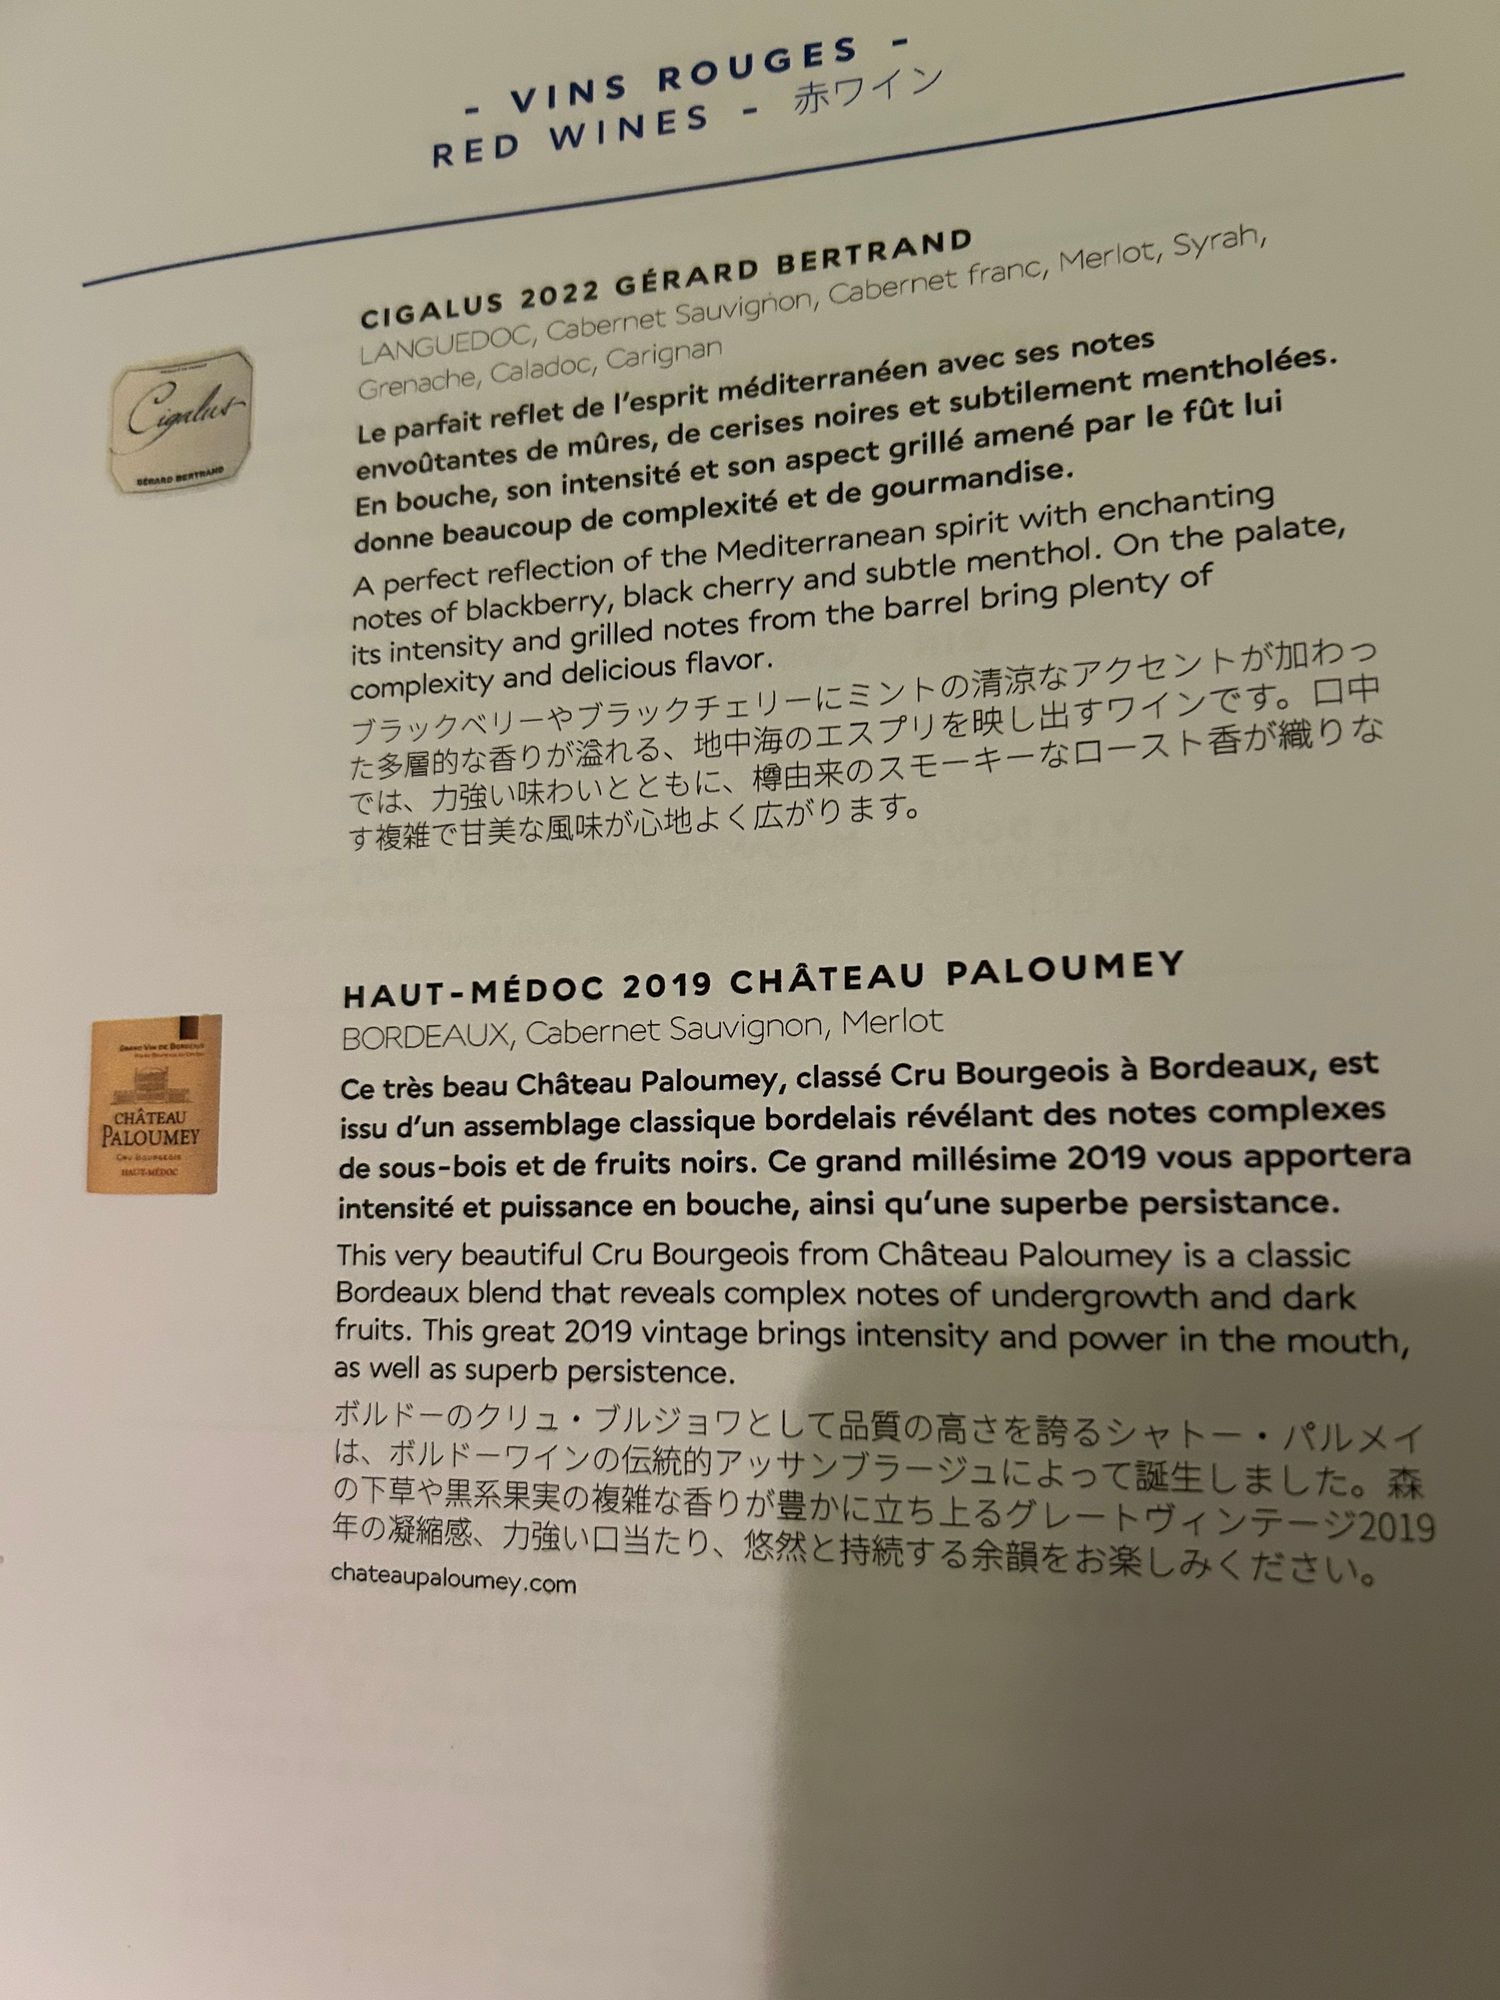 - VINS ROUGES -
RED WINES - 赤ワイン
Cigalus
GÉRARD BERTRAND
CIGALUS 2022 GÉRARD BERTRAND
LANGUEDOC, Cabernet Sauvignon, Cabernet franc, Merlot, Syrah,
Grenache, Caladoc, Carignan
Le parfait reflet de l'esprit méditerranéen avec ses notes
envoûtantes de mûres, de cerises noires et subtilement mentholées.
En bouche, son intensité et son aspect grillé amené par le fût lui
donne beaucoup de complexité et de gourmandise.
A perfect reflection of the Mediterranean spirit with enchanting
notes of blackberry, black cherry and subtle menthol. On the palate,
its intensity and grilled notes from the barrel bring plenty of
complexity and delicious flavor.
ブラックベリーやブラックチェリーにミントの清涼なアクセントが加わっ
た多層的な香りが溢れる、地中海のエスプリを映し出すワインです。口中
では、力強い味わいとともに、樽由来のスモーキーなロースト香が織りな
す複雑で甘美な風味が心地よく広がります。
GRAND VIN DE BORDEAUX
CHÂTEAU
PALOUMEY
CRU BOURGEOIS
HAUT-MÉDOC
HAUT-MÉDOC 2019 CHÂTEAU PALOUMEY
BORDEAUX, Cabernet Sauvignon, Merlot
Ce très beau Château Paloumey, classé Cru Bourgeois à Bordeaux, est
issu d'un assemblage classique bordelais révélant des notes complexes
de sous-bois et de fruits noirs. Ce grand millésime 2019 vous apportera
intensité et puissance en bouche, ainsi qu'une superbe persistance.
This very beautiful Cru Bourgeois from Château Paloumey is a classic
Bordeaux blend that reveals complex notes of undergrowth and dark
fruits. This great 2019 vintage brings intensity and power in the mouth,
as well as superb persistence.
ボルドーのクリュ・ブルジョワとして品質の高さを誇るシャトー・パルメイ
は、ボルドーワインの伝統的アッサンブラージュによって誕生しました。森
の下草や黒系果実の複雑な香りが豊かに立ち上るグレートヴィンテージ2019
年の凝縮感、力強い口当たり、悠然と持続する余韻をお楽しみください。
chateaupaloumey.com